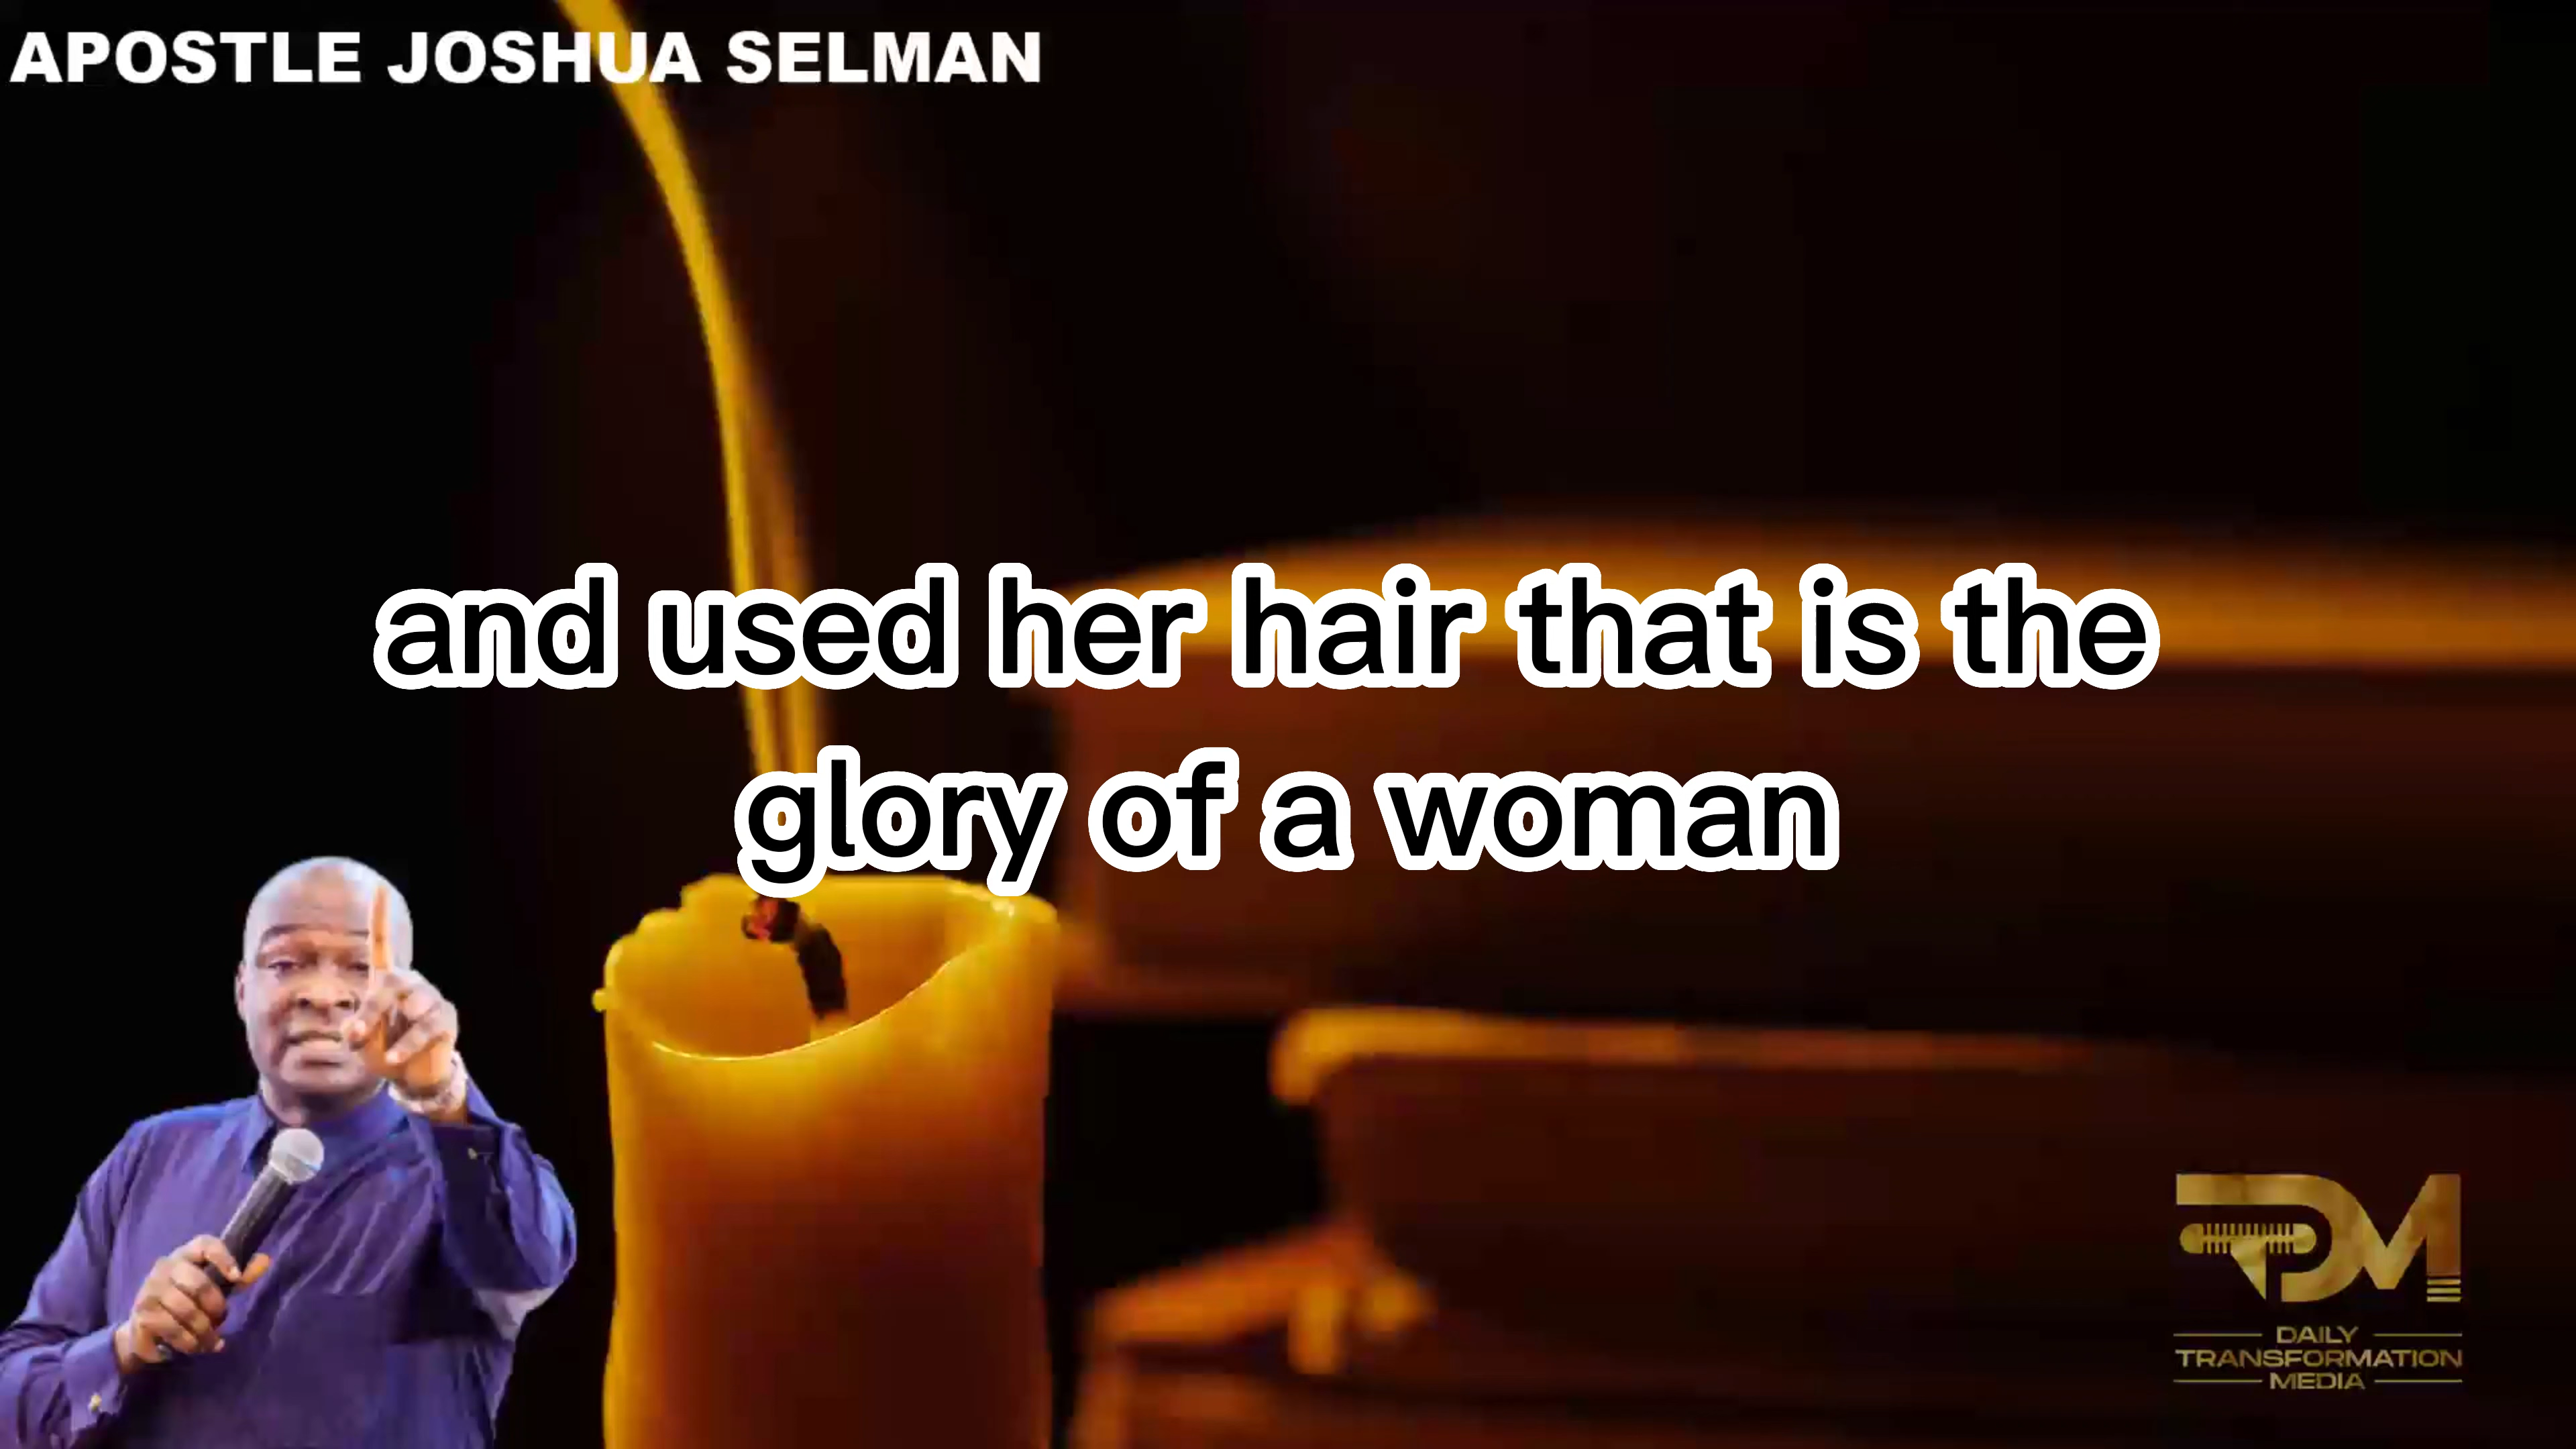 APOSTLE JOSHUA SELMAN
and used her hair that is the
glory of a woman
DAILY
TRANSFORMATION
MEDIA